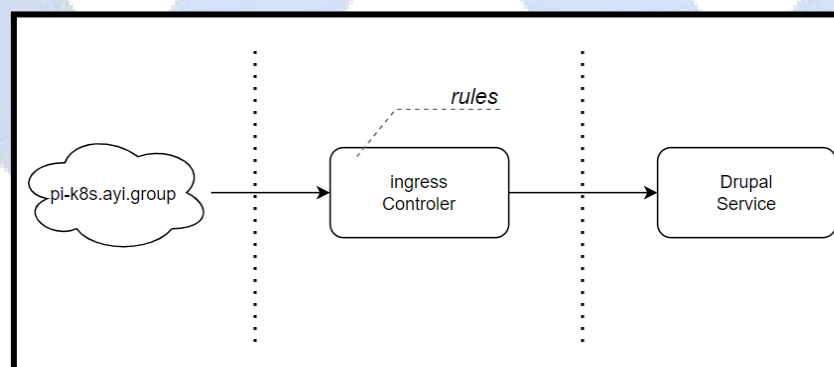 rules
pi-k8s.ayi.group
ingress
Controler
Drupal
Service